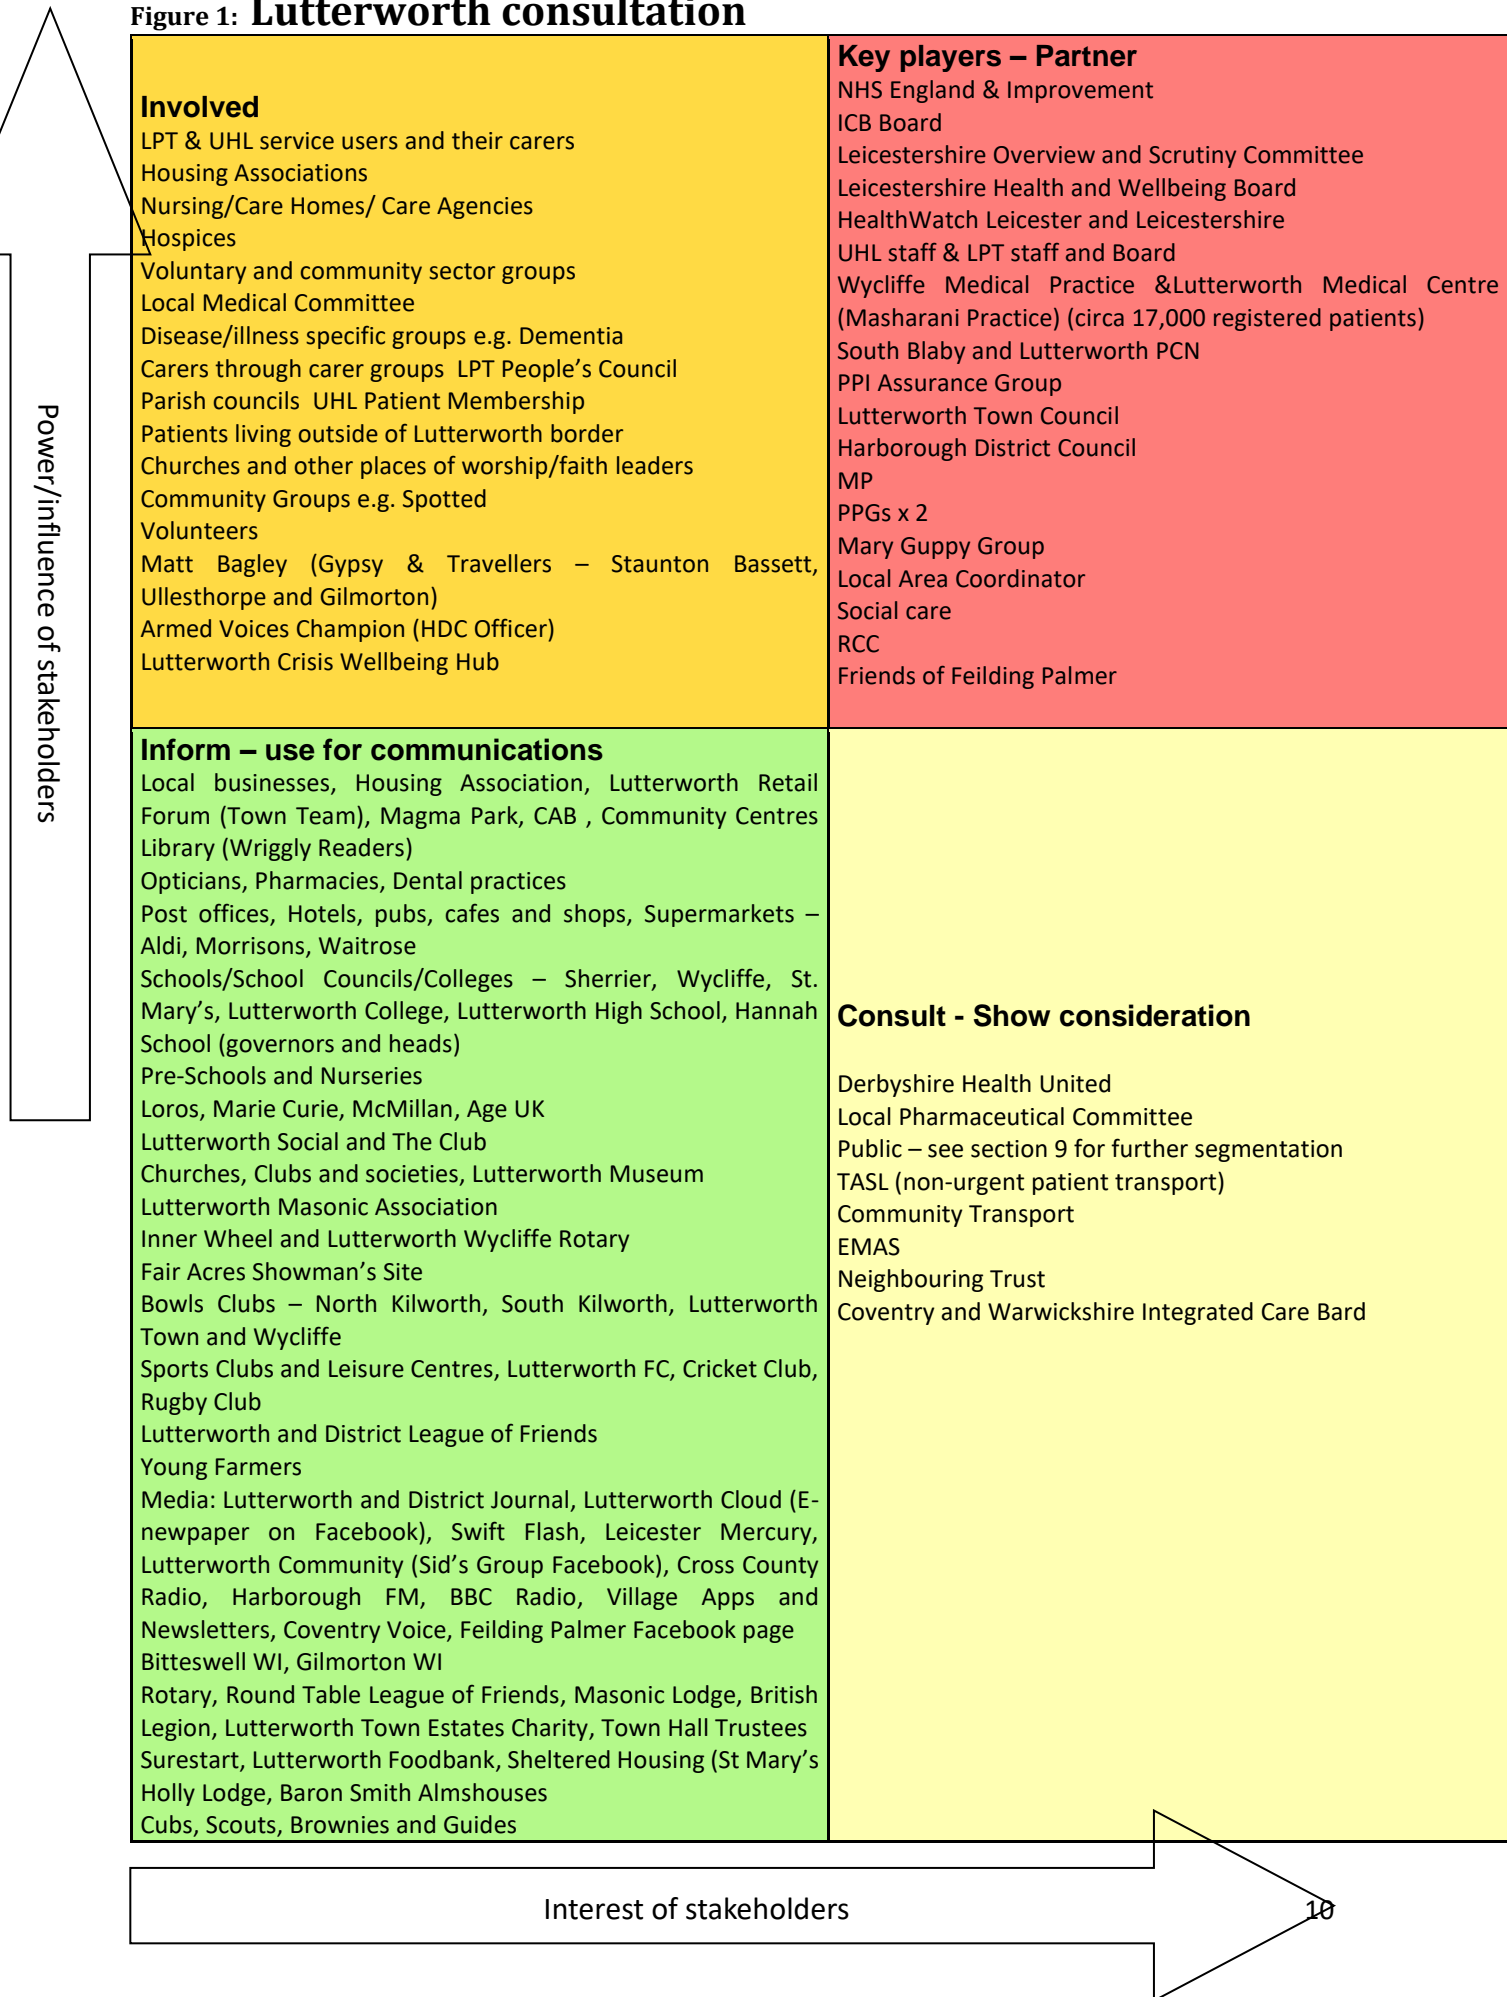 Figure 1: Lutterworth consultation
Involved
LPT & UHL service users and their carers
Housing Associations
Nursing/Care Homes/ Care Agencies
Hospices
Voluntary and community sector groups
Local Medical Committee
Disease/illness specific groups e.g. Dementia
Carers through carer groups LPT People’s Council
Parish councils UHL Patient Membership
Patients living outside of Lutterworth border
Churches and other places of worship/faith leaders
Community Groups e.g. Spotted
Volunteers
Matt Bagley (Gypsy & Travellers – Staunton Bassett,
Ullesthorpe and Gilmorton)
Armed Voices Champion (HDC Officer)
Lutterworth Crisis Wellbeing Hub
Key players – Partner
NHS England & Improvement
ICB Board
Leicestershire Overview and Scrutiny Committee
Leicestershire Health and Wellbeing Board
HealthWatch Leicester and Leicestershire
UHL staff & LPT staff and Board
Wycliffe Medical Practice &Lutterworth Medical Centre
(Masharani Practice) (circa 17,000 registered patients)
South Blaby and Lutterworth PCN
PPI Assurance Group
Lutterworth Town Council
Harborough District Council
MP
PPGs x 2
Mary Guppy Group
Local Area Coordinator
Social care
RCC
Friends of Feilding Palmer
Power/influence of stakeholders
Inform – use for communications
Local businesses, Housing Association, Lutterworth Retail
Forum (Town Team), Magma Park, CAB , Community Centres
Library (Wriggly Readers)
Opticians, Pharmacies, Dental practices
Post offices, Hotels, pubs, cafes and shops, Supermarkets –
Aldi, Morrisons, Waitrose
Schools/School Councils/Colleges – Sherrier, Wycliffe, St.
Mary’s, Lutterworth College, Lutterworth High School, Hannah
School (governors and heads)
Pre-Schools and Nurseries
Loros, Marie Curie, McMillan, Age UK
Lutterworth Social and The Club
Churches, Clubs and societies, Lutterworth Museum
Lutterworth Masonic Association
Inner Wheel and Lutterworth Wycliffe Rotary
Fair Acres Showman’s Site
Bowls Clubs – North Kilworth, South Kilworth, Lutterworth
Town and Wycliffe
Sports Clubs and Leisure Centres, Lutterworth FC, Cricket Club,
Rugby Club
Lutterworth and District League of Friends
Young Farmers
Media: Lutterworth and District Journal, Lutterworth Cloud (E-
newpaper on Facebook), Swift Flash, Leicester Mercury,
Lutterworth Community (Sid’s Group Facebook), Cross County
Radio, Harborough FM, BBC Radio, Village Apps and
Newsletters, Coventry Voice, Feilding Palmer Facebook page
Bitteswell WI, Gilmorton WI
Rotary, Round Table League of Friends, Masonic Lodge, British
Legion, Lutterworth Town Estates Charity, Town Hall Trustees
Surestart, Lutterworth Foodbank, Sheltered Housing (St Mary’s
Holly Lodge, Baron Smith Almshouses
Cubs, Scouts, Brownies and Guides
Consult - Show consideration
Derbyshire Health United
Local Pharmaceutical Committee
Public – see section 9 for further segmentation
TASL (non-urgent patient transport)
Community Transport
EMAS
Neighbouring Trust
Coventry and Warwickshire Integrated Care Bard
Interest of stakeholders
10